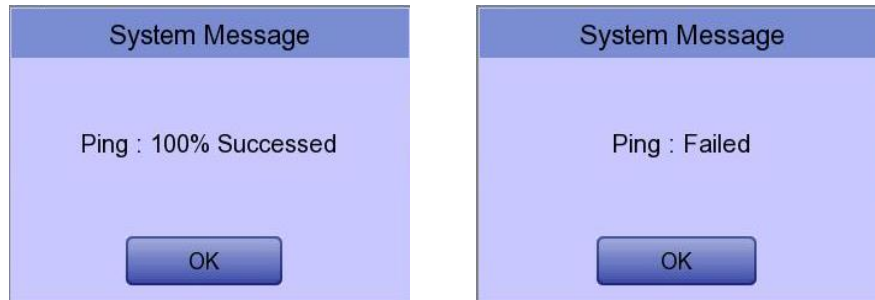 System Message
Ping : 100% Successed
OK
System Message
Ping : Failed
OK